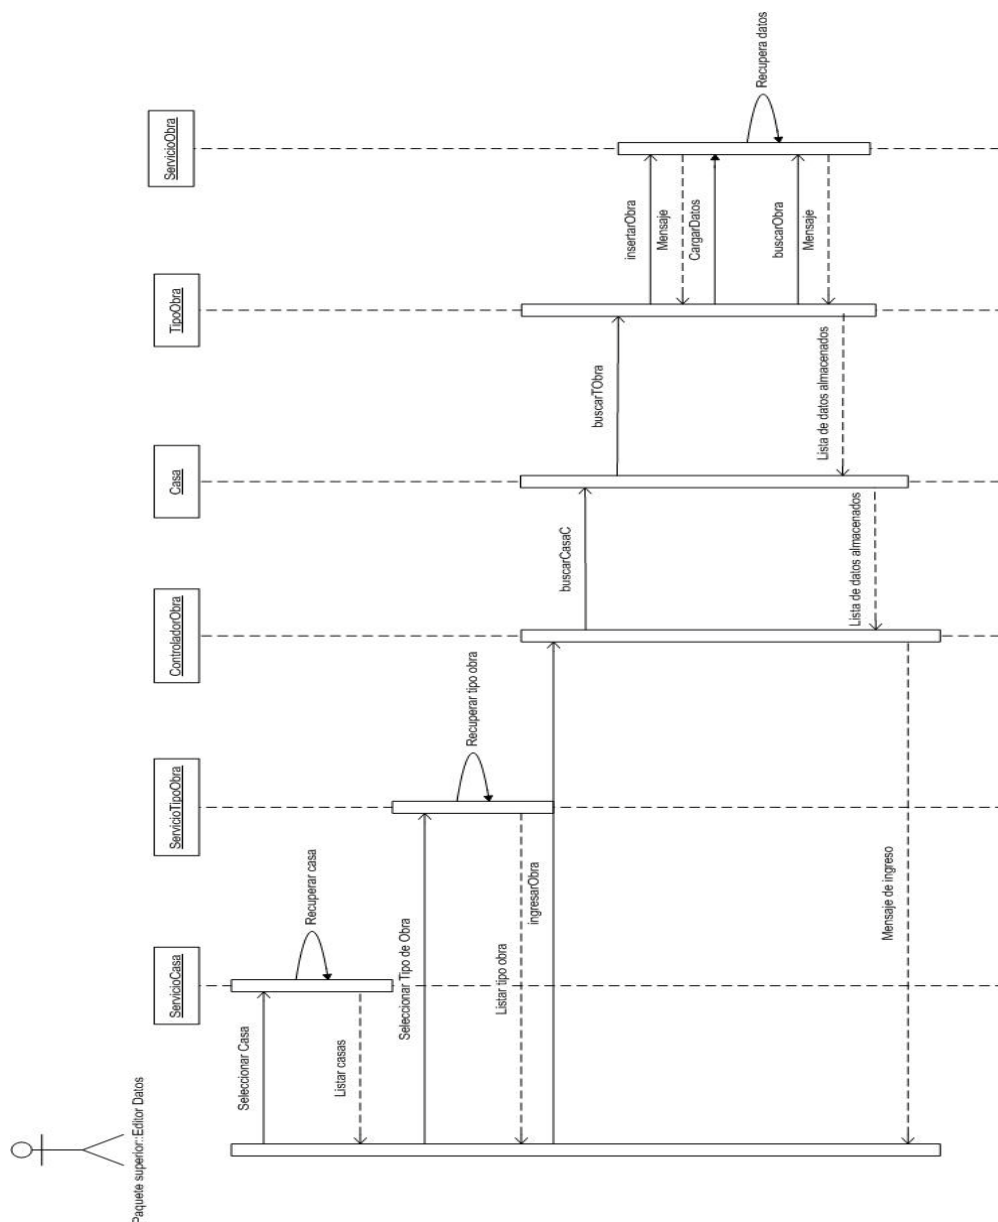 Paquete superior::Editor Datos
ServicioCasa
ServicioTipoObra
ControladorObra
Casa
TipoObra
ServicioObra
Seleccionar Casa
Recuperar casa
Listar casas
Seleccionar Tipo de Obra
Recuperar tipo obra
Listar tipo obra
ingresarObra
buscarCasaC
buscarTObra
insertarObra
Mensaje
CargarDatos
Recupera datos
buscarObra
Mensaje
Lista de datos almacenados
Lista de datos almacenados
Mensaje de ingreso